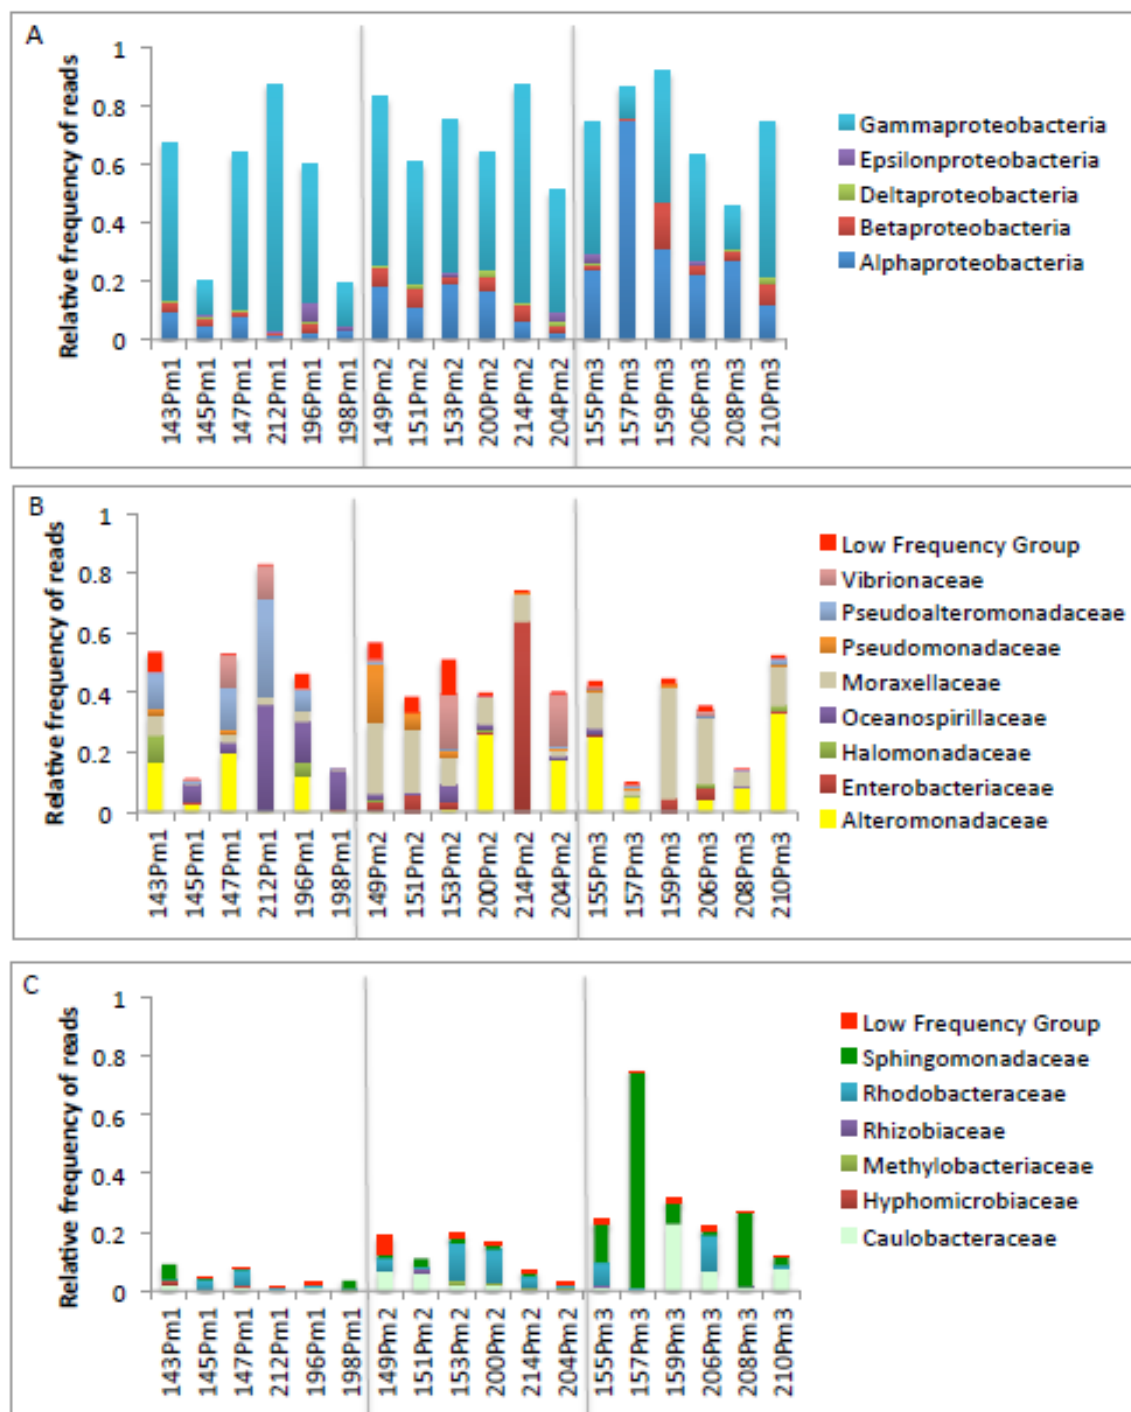 A
Relative frequency of reads
1
0.8
0.6
0.4
0.2
0
143Pm1
145Pm1
147Pm1
212Pm1
196Pm1
198Pm1
149Pm2
151Pm2
153Pm2
200Pm2
214Pm2
204Pm2
155Pm3
157Pm3
159Pm3
206Pm3
208Pm3
210Pm3
Gammaproteobacteria
Epsilonproteobacteria
Deltaproteobacteria
Betaproteobacteria
Alphaproteobacteria
B
Relative frequency of reads
1
0.8
0.6
0.4
0.2
0
143Pm1
145Pm1
147Pm1
212Pm1
196Pm1
198Pm1
149Pm2
151Pm2
153Pm2
200Pm2
214Pm2
204Pm2
155Pm3
157Pm3
159Pm3
206Pm3
208Pm3
210Pm3
Low Frequency Group
Vibrionaceae
Pseudoalteromonadaceae
Pseudomonadaceae
Moraxellaceae
Oceanospirillaceae
Halomonadaceae
Enterobacteriaceae
Alteromonadaceae
C
Relative frequency of reads
1
0.8
0.6
0.4
0.2
0
143Pm1
145Pm1
147Pm1
212Pm1
196Pm1
198Pm1
149Pm2
151Pm2
153Pm2
200Pm2
214Pm2
204Pm2
155Pm3
157Pm3
159Pm3
206Pm3
208Pm3
210Pm3
Low Frequency Group
Sphingomonadaceae
Rhodobacteraceae
Rhizobiaceae
Methylobacteriaceae
Hyphomicrobiaceae
Caulobacteraceae